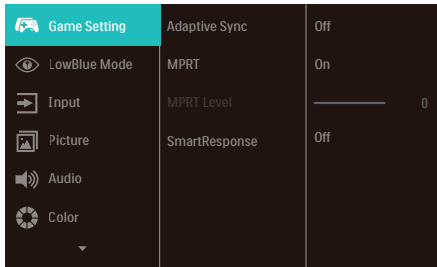 Game Setting
Adaptive Sync
Off
LowBlue Mode
MPRT
On
Input
MPRT Level
0
Picture
SmartResponse
Off
Audio
Color